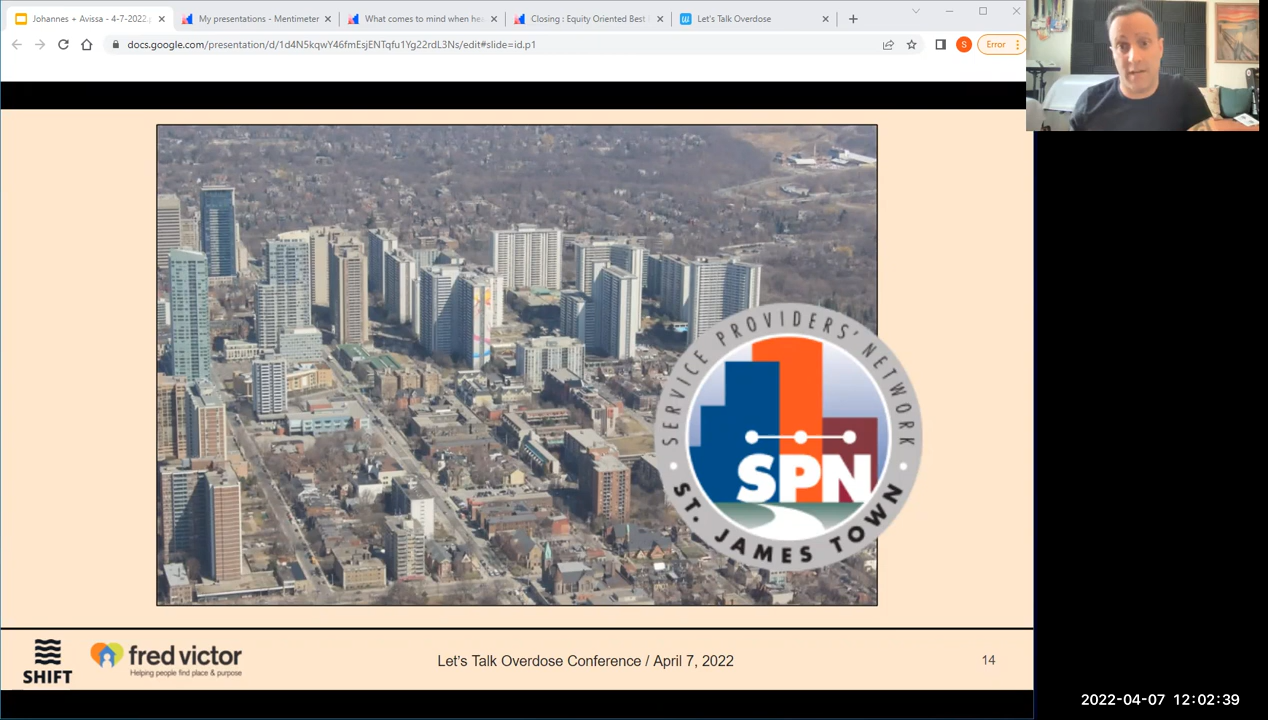 Johannes + Avissa - 4-7-2022.
My presentations - Mentimeter
What comes to mind when hea
Closing : Equity Oriented Best
W
Let's Talk Overdose
docs.google.com/presentation/d/1d4N5kqwY46fmEsjENTqfu1Yg22rdL3Ns/edit#slide=id.p1
S
Error
SERVICE PROVIDERS' NETWORK
SPN
ST. JAMES TOWN
SHIFT
fred victor
Helping people find place & purpose
Let's Talk Overdose Conference / April 7, 2022
14
2022-04-07 12:02:39